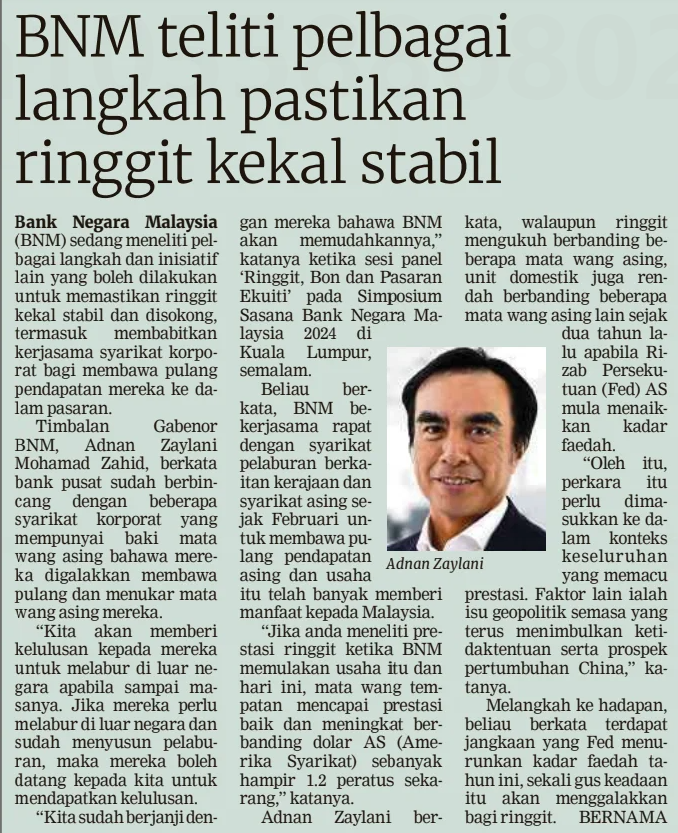 BNM teliti pelbagai
langkah pastikan
ringgit kekal stabil
Bank Negara Malaysia
(BNM) sedang meneliti pel-
bagai langkah dan inisiatif
lain yang boleh dilakukan
untuk memastikan ringgit
kekal stabil dan disokong,
termasuk membabitkan
kerjasama syarikat korpo-
rat bagi membawa pulang
pendapatan mereka ke da-
lam pasaran.
Timbalan Gabenor
BNM, Adnan Zaylani
Mohamad Zahid, berkata
bank pusat sudah berbin-
cang dengan beberapa
syarikat korporat yang
mempunyai baki mata
wang asing bahawa mere-
ka digalakkan membawa
pulang dan menukar mata
wang asing mereka.
“Kita akan memberi
kelulusan kepada mereka
untuk melabur di luar ne-
gara apabila sampai ma-
sanya. Jika mereka perlu
melabur di luar negara dan
sudah menyusun pelabu-
ran, maka mereka boleh
datang kepada kita untuk
mendapatkan kelulusan.
“Kita sudah berjanji den-
gan mereka bahawa BNM
akan memudahkannya,”
katanya ketika sesi panel
‘Ringgit, Bon dan Pasaran
Ekuiti’ pada Simposium
Sasana Bank Negara Ma-
laysia 2024 di
Kuala Lumpur,
semalam.
Beliau ber-
kata, BNM be-
kerjasama rapat
dengan syarikat
pelaburan berka-
itan kerajaan dan
syarikat asing se-
jak Februari un-
tuk membawa pu-
lang pendapatan
asing dan usaha
itu telah banyak memberi
manfaat kepada Malaysia.
“Jika anda meneliti pre-
stasi ringgit ketika BNM
memulakan usaha itu dan
hari ini, mata wang tem-
patan mencapai prestasi
baik dan meningkat ber-
banding dolar AS (Ame-
rika Syarikat) sebanyak
hampir 1.2 peratus seka-
rang,” katanya.
Adnan Zaylani ber-
kata, walaupun ringgit
mengukuh berbanding be-
berapa mata wang asing,
unit domestik juga ren-
dah berbanding beberapa
mata wang asing lain sejak
dua tahun la-
lu apabila Ri-
zab Perseku-
tuan (Fed) AS
mula menaik-
kan kadar
faedah.
“Oleh itu,
perkara itu
perlu dima-
sukkan ke da-
lam konteks
keseluruhan
yang memacu
prestasi. Faktor lain ialah
isu geopolitik semasa yang
terus menimbulkan keti-
daktentuan serta prospek
pertumbuhan China,” ka-
tanya.
Melangkah ke hadapan,
beliau berkata terdapat
jangkaan yang Fed menu-
runkan kadar faedah ta-
hun ini, sekali gus keadaan
itu akan menggalakkan
bagi ringgit. BERNAMA
Adnan Zaylani